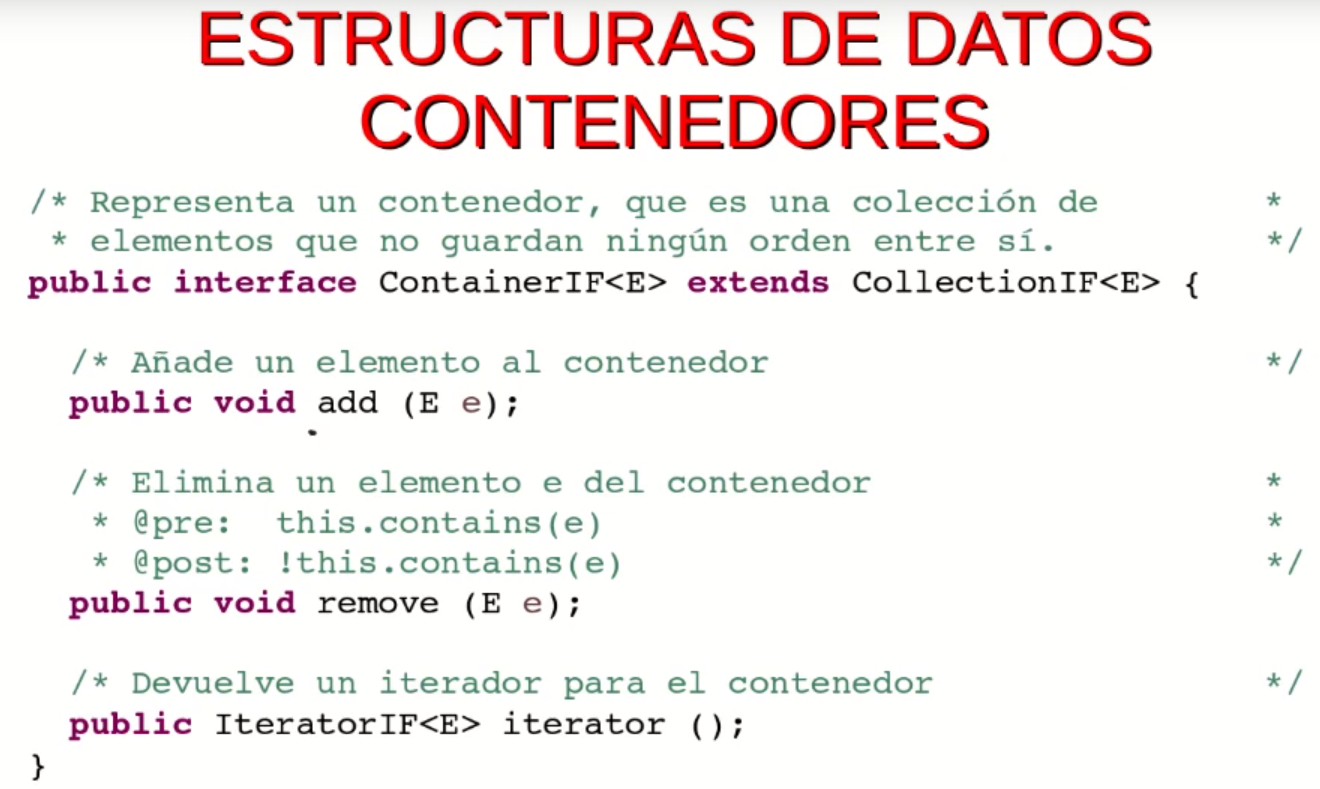 ESTRUCTURAS DE DATOS
CONTENEDORES
/* Representa un contenedor, que es una colección de *
* elementos que no guardan ningún orden entre sí. */
public interface ContainerIF<E> extends CollectionIF<E> {
/* Añade un elemento al contenedor */
public void add (E e);
/* Elimina un elemento e del contenedor *
* @pre: this.contains(e) *
* @post: !this.contains(e) */
public void remove (E e);
/* Devuelve un iterador para el contenedor */
public IteratorIF<E> iterator ();
}